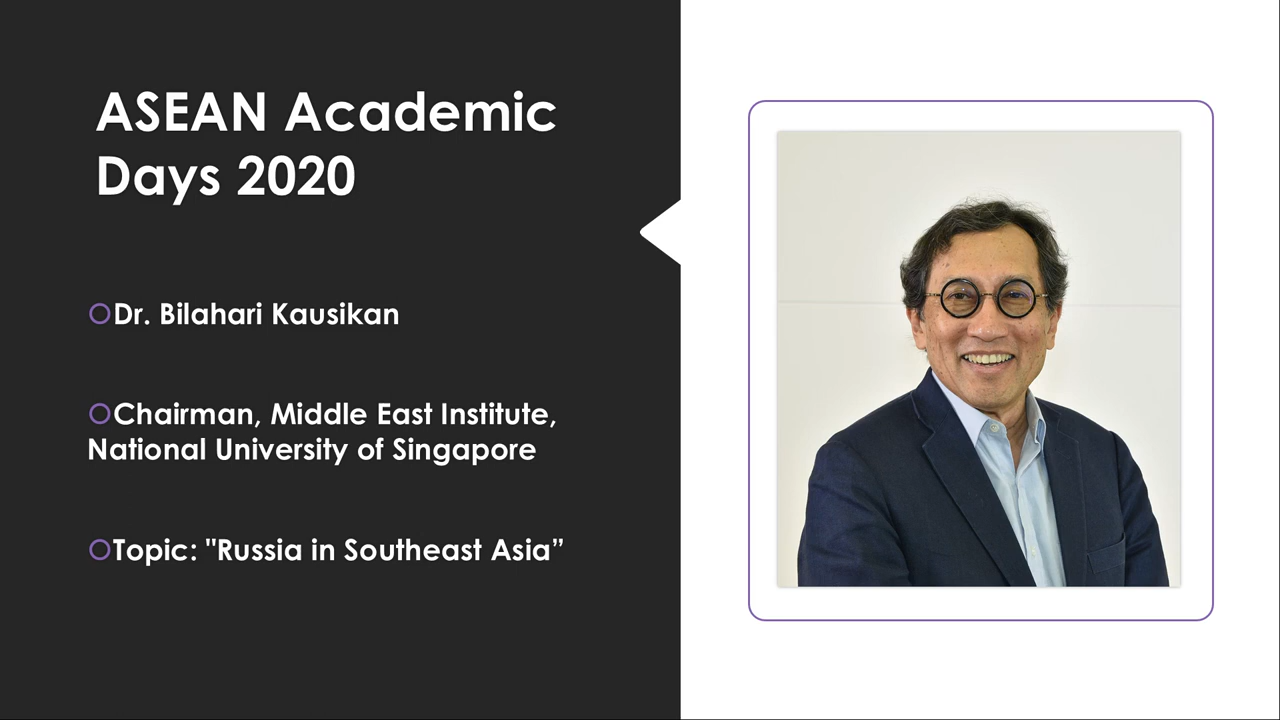 ASEAN Academic
Days 2020
Dr. Bilahari Kausikan
Chairman, Middle East Institute,
National University of Singapore
Topic: "Russia in Southeast Asia”